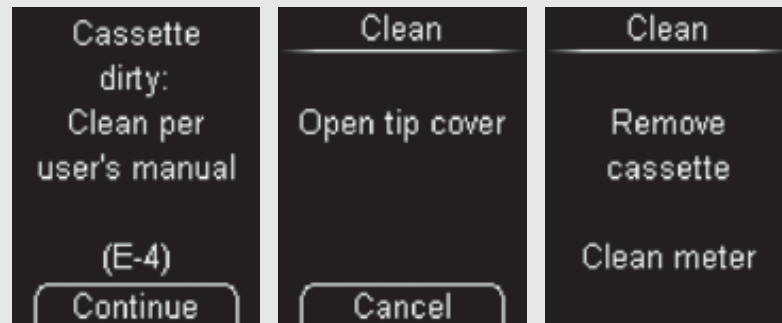 Cassette
dirty:
Clean per
user's manual
(E-4)
Continue
Clean
Open tip cover
Cancel
Clean
Remove
cassette
Clean meter